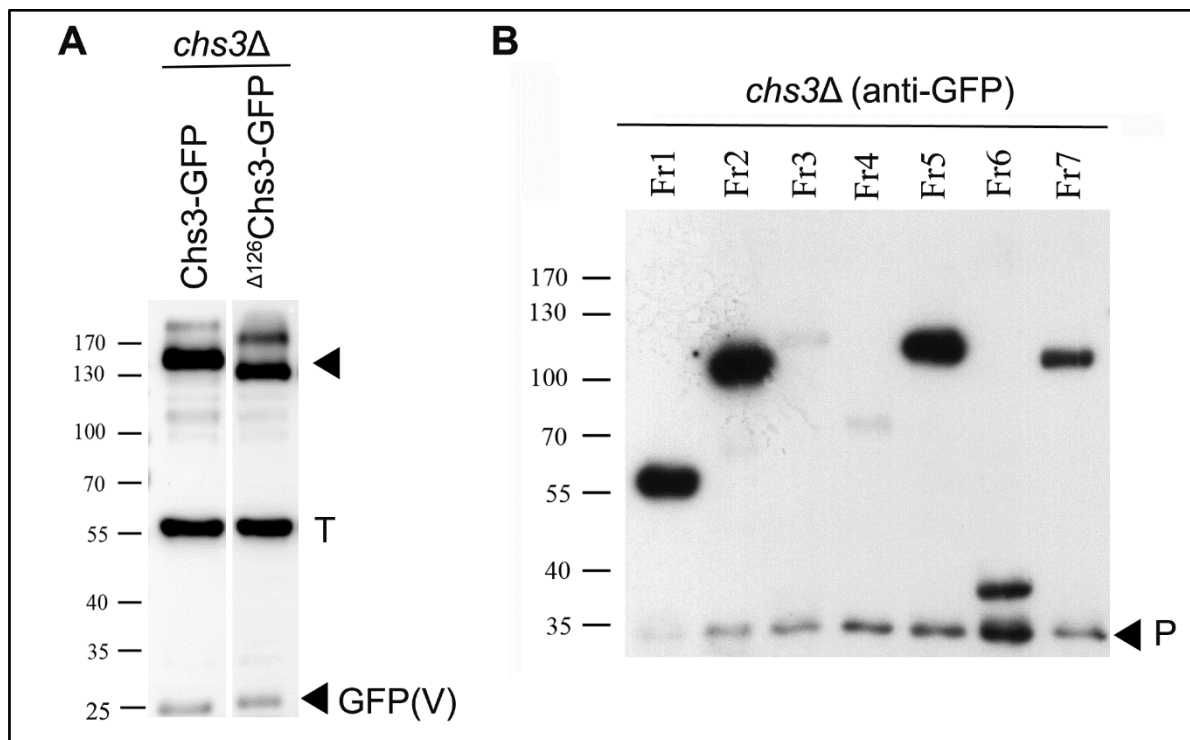 A
chs3Δ
Chs3-GFP
Δ126Chs3-GFP
170
130
100
70
55
40
35
25
T
GFP(V)
B
chs3Δ (anti-GFP)
Fr1 Fr2 Fr3 Fr4 Fr5 Fr6 Fr7
170
130
100
70
55
40
35
P